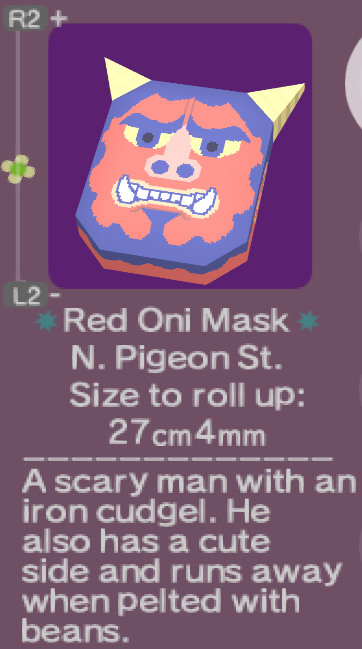 R2 +
L2 -
Red Oni Mask
N. Pigeon St.
Size to roll up:
27cm4mm
A scary man with an
iron cudgel. He
also has a cute
side and runs away
when pelted with
beans.